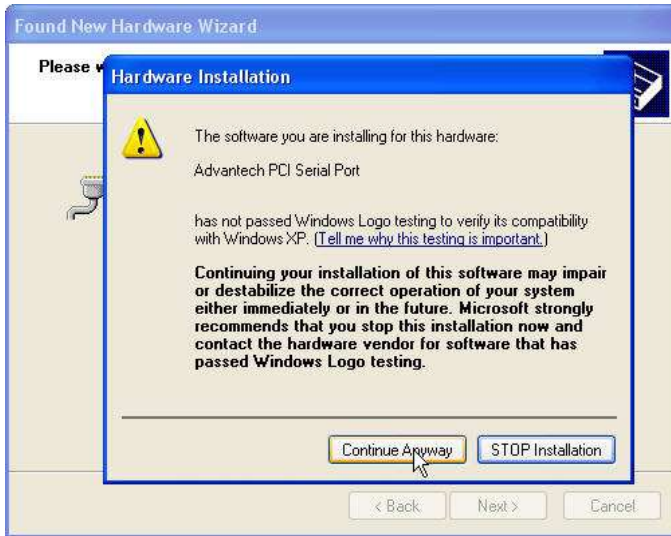 Found New Hardware Wizard
Please
Hardware Installation
The software you are installing for this hardware:
Advantech PCI Serial Port
has not passed Windows Logo testing to verify its compatibility
with Windows XP. (Tell me why this testing is important.)
Continuing your installation of this software may impair
or destabilize the correct operation of your system
either immediately or in the future. Microsoft strongly
recommends that you stop this installation now and
contact the hardware vendor for software that has
passed Windows Logo testing.
Continue Anyway
STOP Installation
< Back
Next >
Cancel